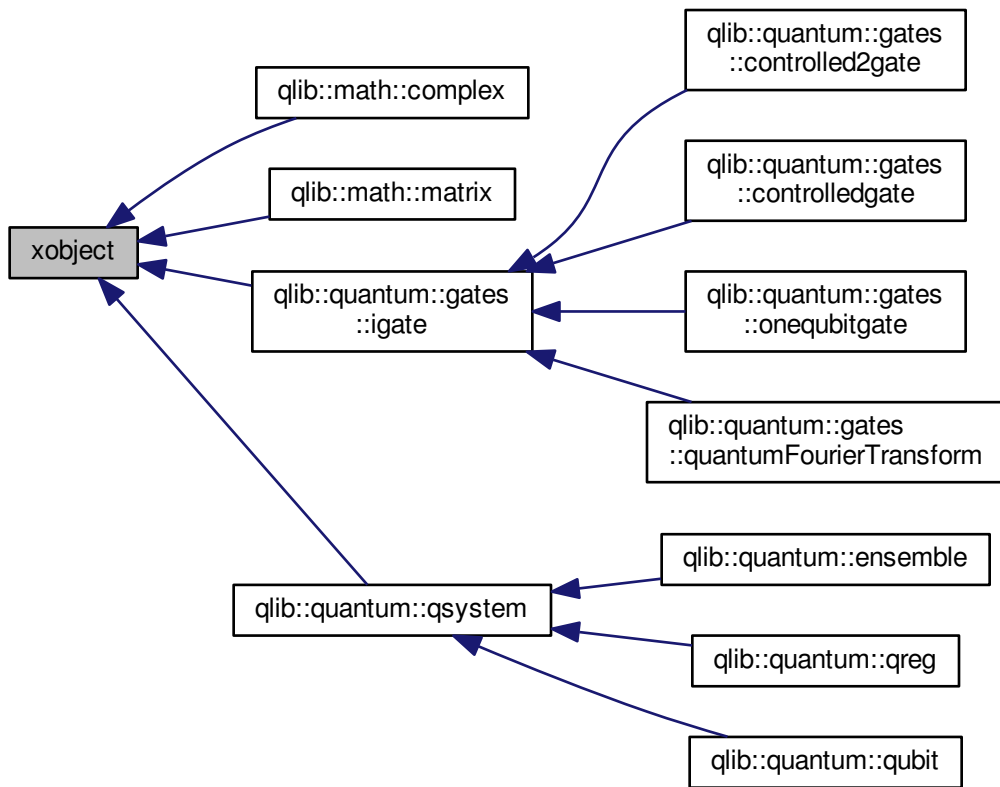 xobject
qlib::math::complex
qlib::math::matrix
qlib::quantum::gates
::igate
qlib::quantum::gates
::controlled2gate
qlib::quantum::gates
::controlledgate
qlib::quantum::gates
::onequbitgate
qlib::quantum::gates
::quantumFourierTransform
qlib::quantum::qsystem
qlib::quantum::ensemble
qlib::quantum::qreg
qlib::quantum::qubit